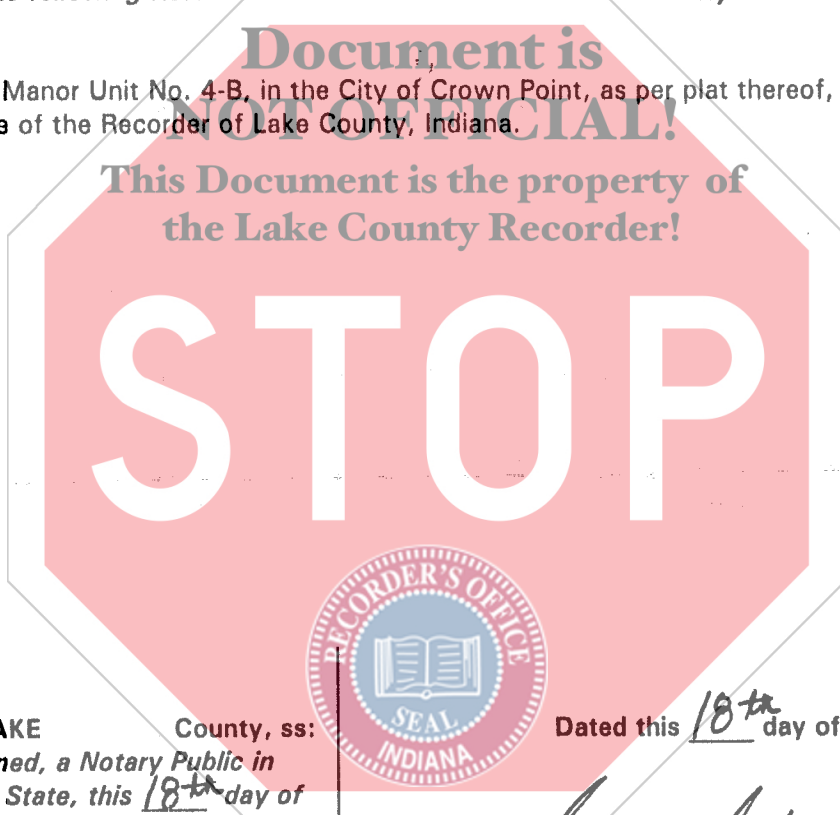 Document is
Manor Unit No. 4-B, in the City of Crown Point, as per plat thereof,
NOT OFFICIAL!
of the Recorder of Lake County, Indiana.
This Document is the property of
the Lake County Recorder!
STOP
RECORDER'S OFFICE
SEAL
INDIANA
AKE County, ss:
Dated this 18th day of
ned, a Notary Public in
State, this 18th day of